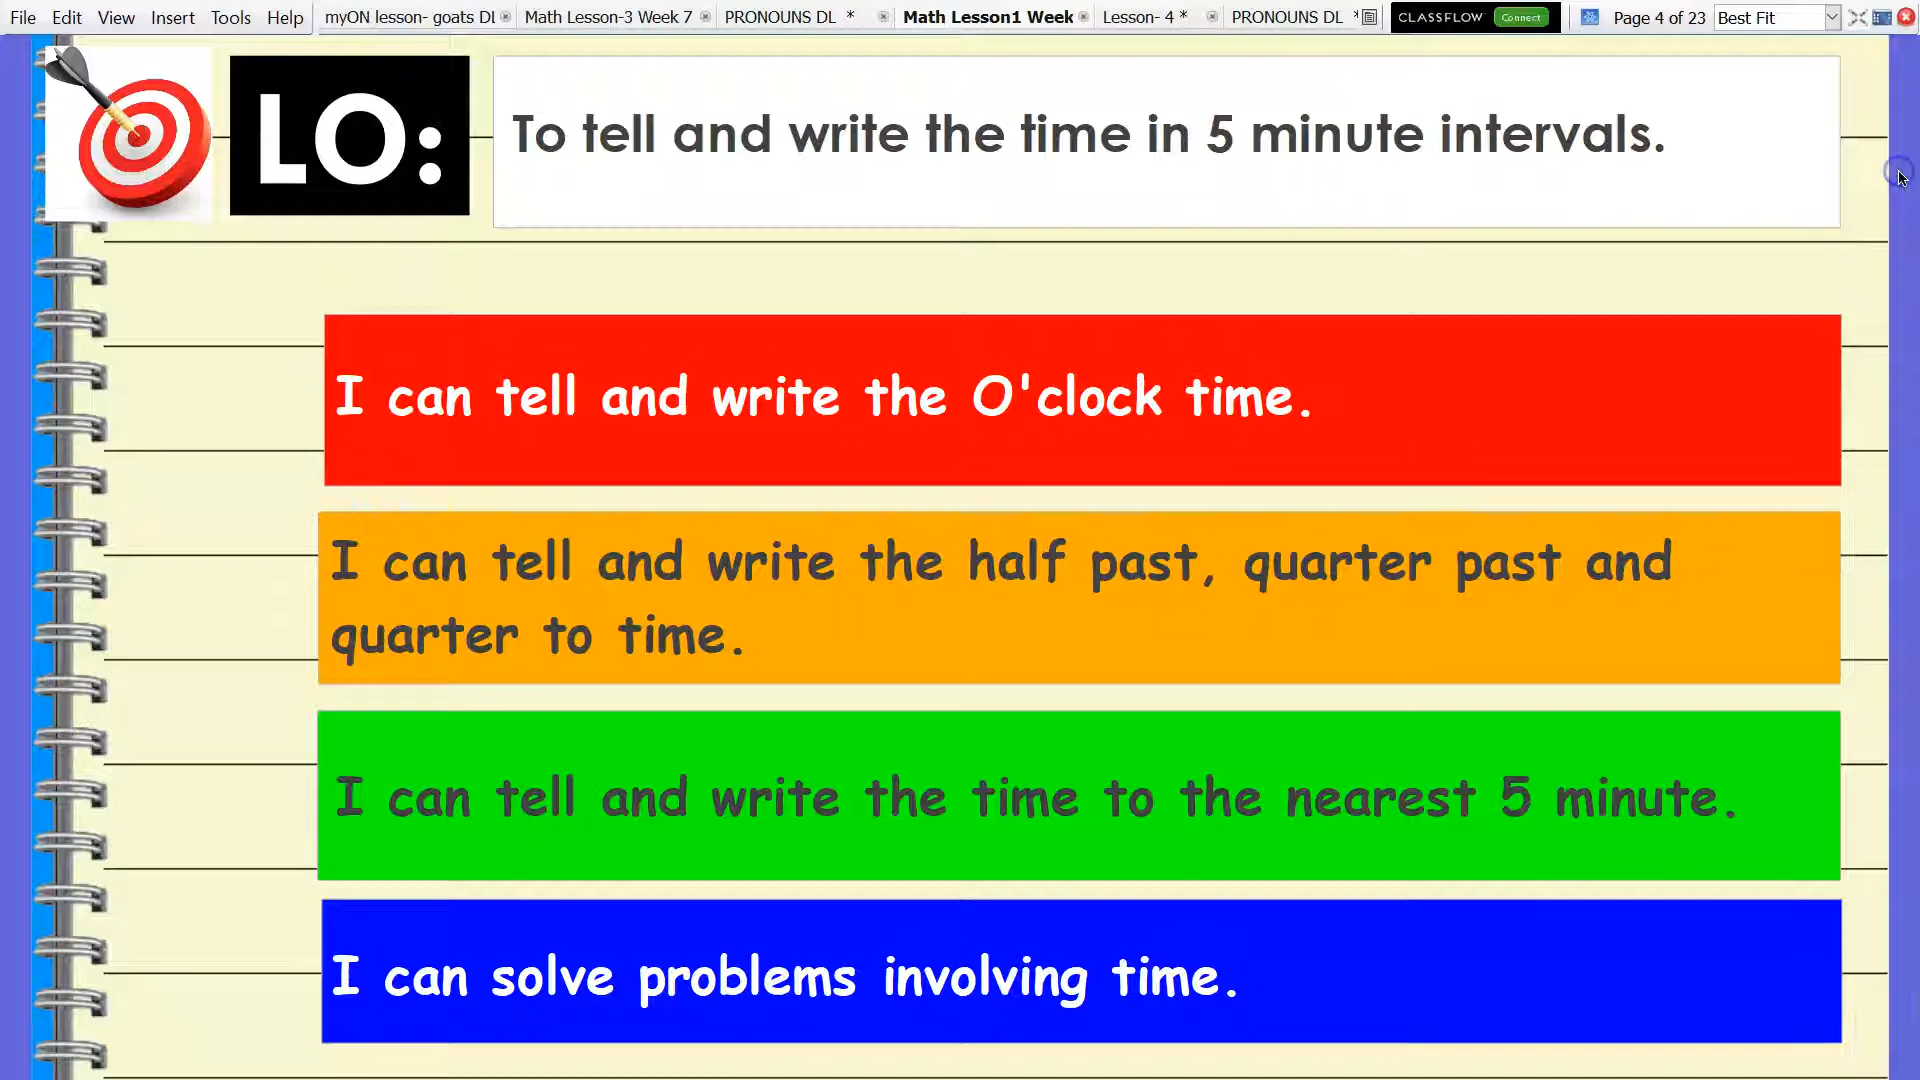 File Edit View Insert Tools Help myON lesson- goats DL Math Lesson-3 Week 7 PRONOUNS DL * Math Lesson1 Week Lesson- 4 * PRONOUNS DL * CLASSFLOW Connect Page 4 of 23 Best Fit
LO: To tell and write the time in 5 minute intervals.
I can tell and write the O'clock time.
I can tell and write the half past, quarter past and
quarter to time.
I can tell and write the time to the nearest 5 minute.
I can solve problems involving time.